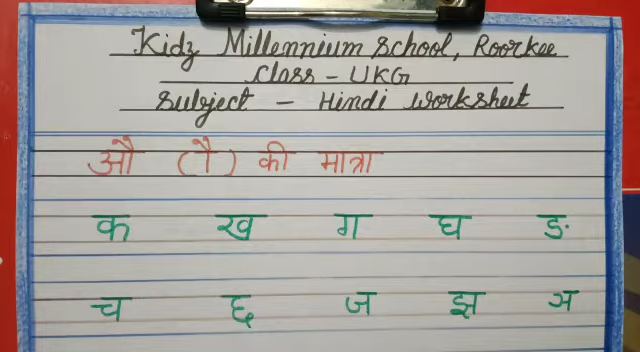 Kidz Millennium School, Roorkee
Class - UKG
Subject - Hindi Worksheet
औ (ौ) की मात्रा
क ख ग घ ङ
च छ ज झ ञ